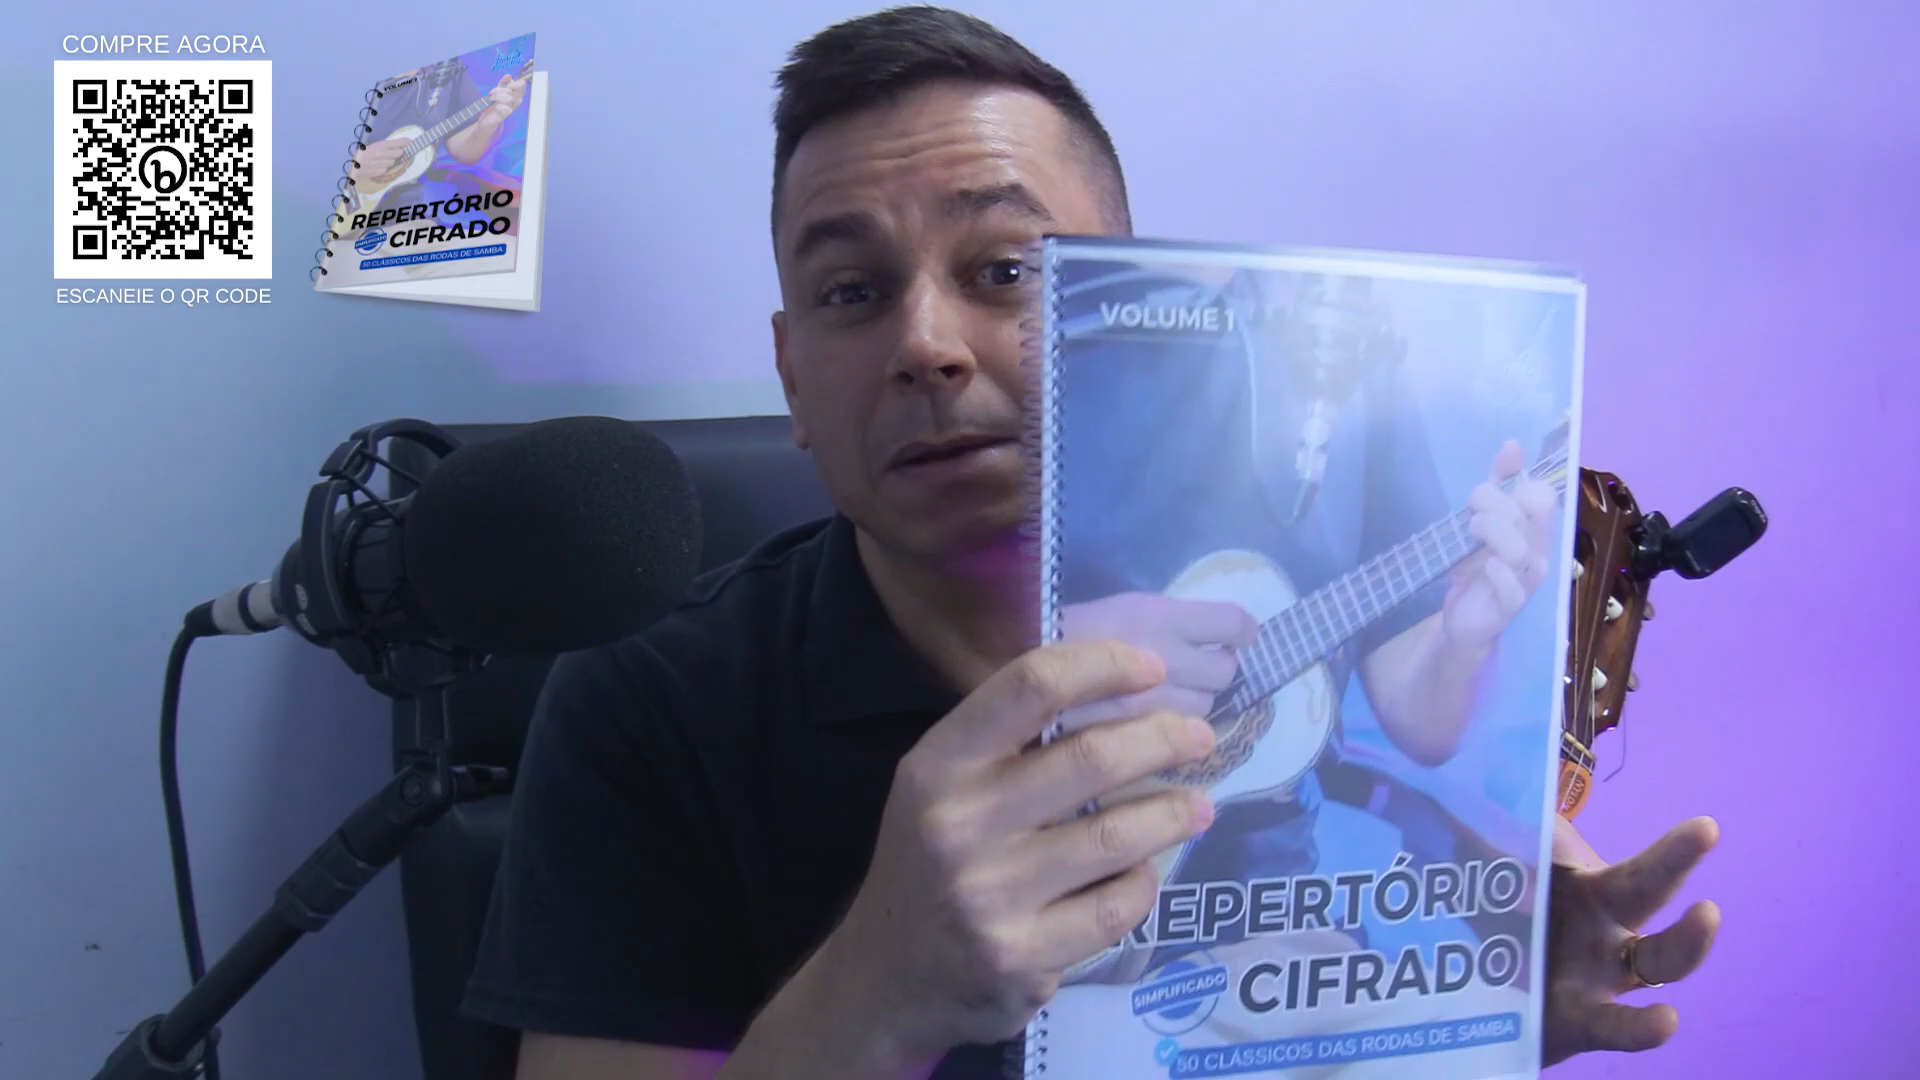 COMPRE AGORA
ESCANEIE O QR CODE
VOLUME 1
REPERTÓRIO
SIMPLIFICADO
CIFRADO
50 CLÁSSICOS DAS RODAS DE SAMBA
VOLUME 1
REPERTÓRIO
SIMPLIFICADO
CIFRADO
50 CLÁSSICOS DAS RODAS DE SAMBA